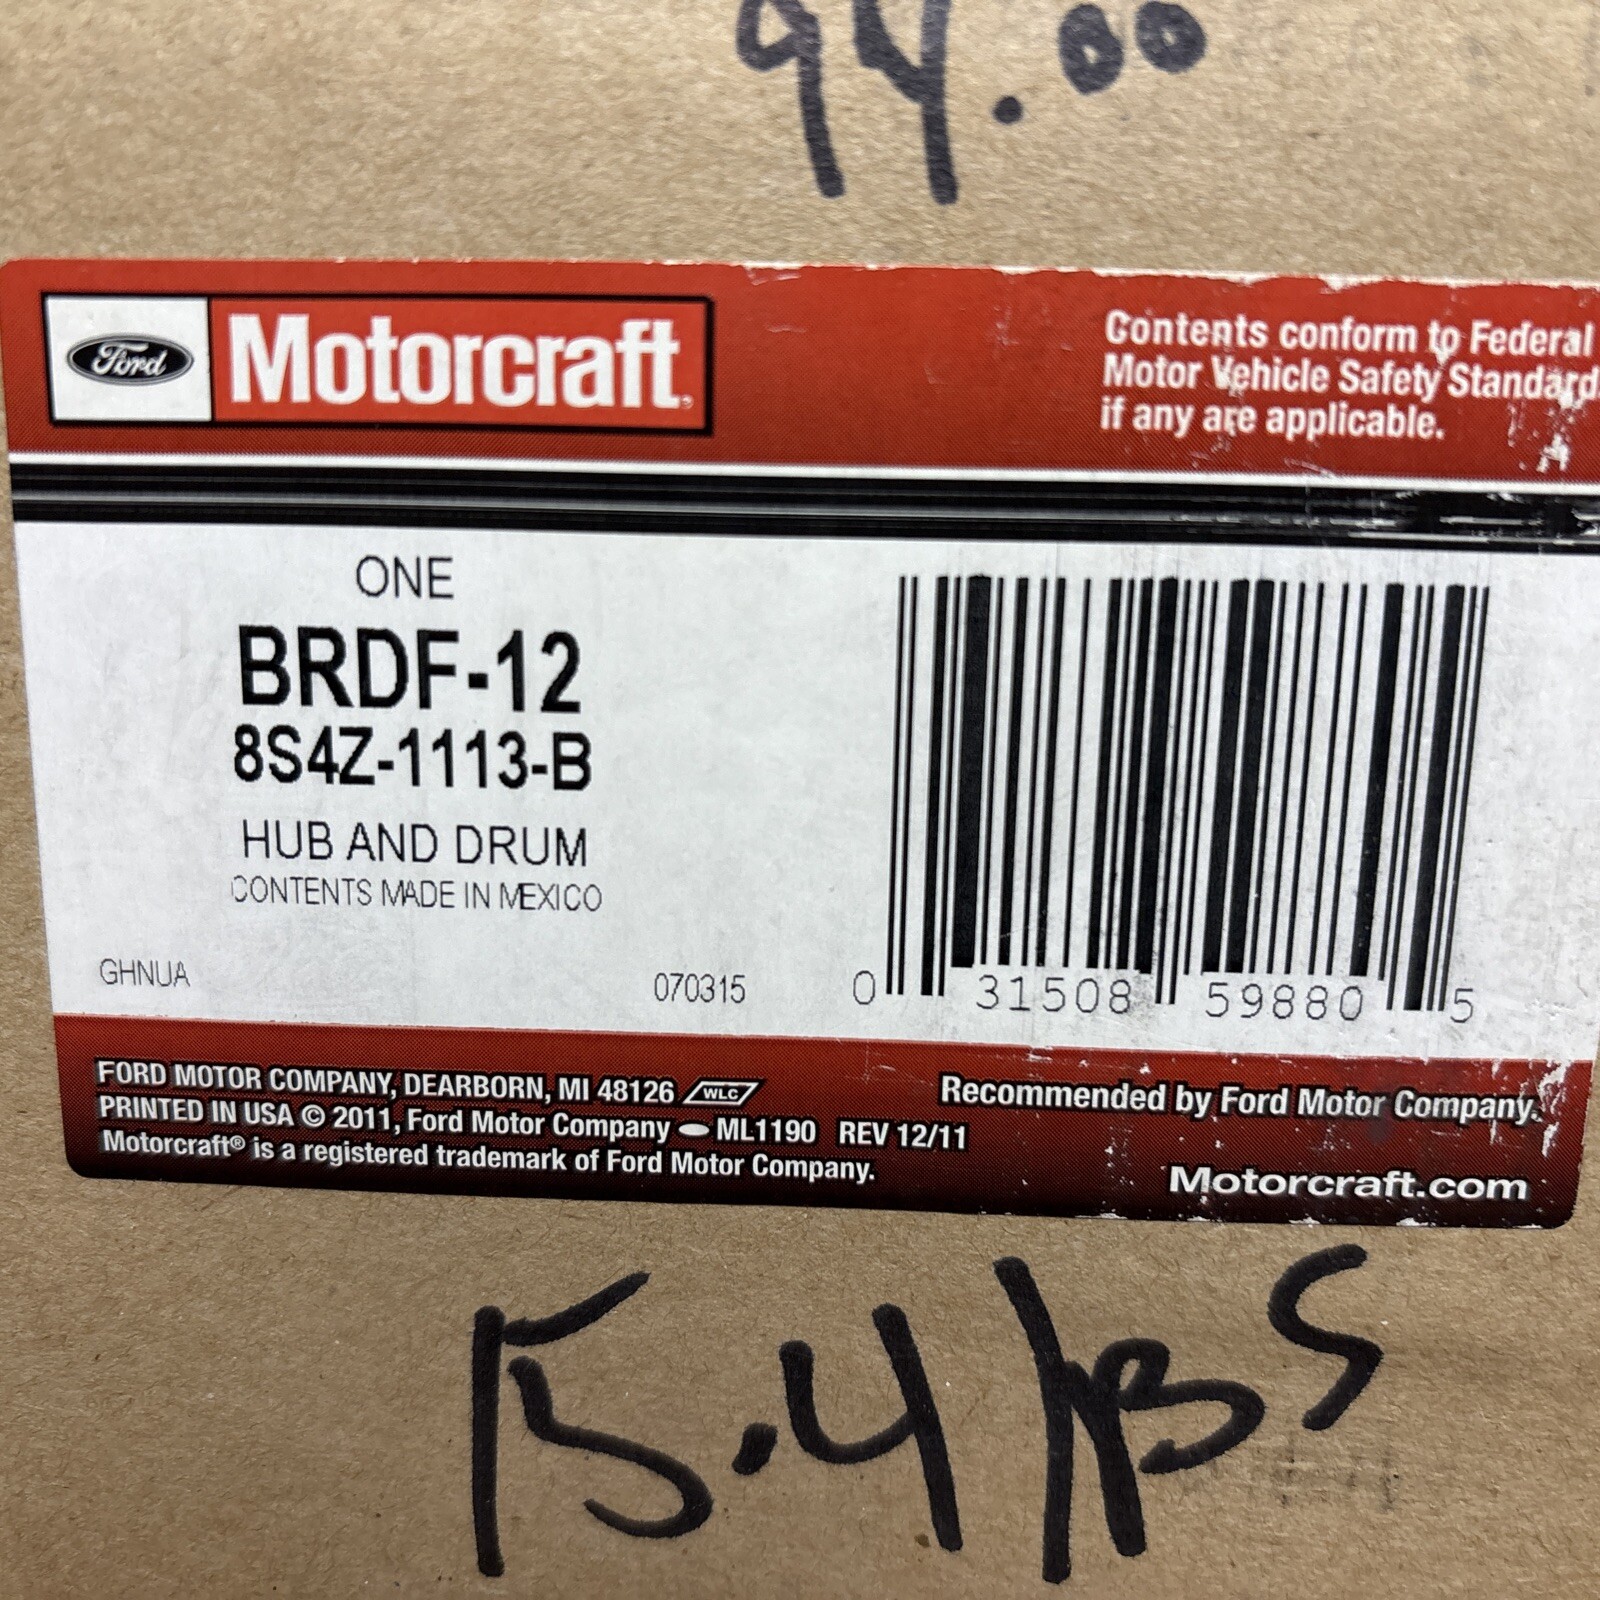 94.00
Ford
Motorcraft
Contents conform to Federal
Motor Vehicle Safety Standard
if any are applicable.
ONE
BRDF-12
8S4Z-1113-B
HUB AND DRUM
CONTENTS MADE IN MEXICO
GHNUA
070315
0 31508 59880 5
FORD MOTOR COMPANY, DEARBORN, MI 48126 WLC
PRINTED IN USA © 2011, Ford Motor Company ML1190 REV 12/11
Motorcraft® is a registered trademark of Ford Motor Company.
Recommended by Ford Motor Company.
Motorcraft.com
15.4 lBS